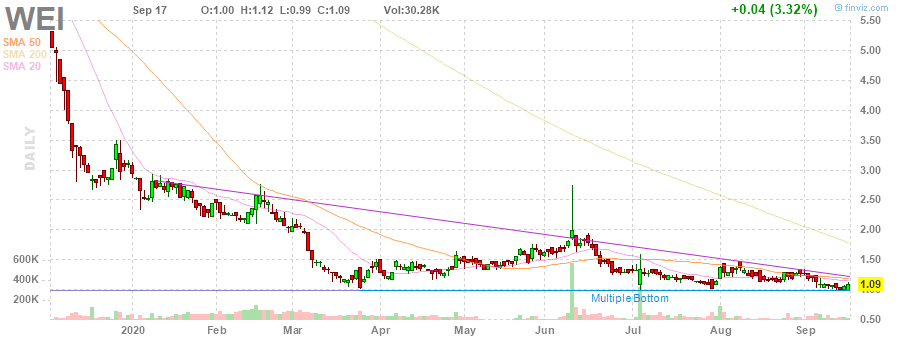 WEI
Sep 17 O:1.00 H:1.12 L:0.99 C:1.09 Vol:30.28K +0.04 (3.32%) finviz.com
SMA 50
SMA 200
SMA 20
DAILY
5.50
5.00
4.50
4.00
3.50
3.00
2.50
2.00
1.50
1.09
0.50
600K
400K
200K
Multiple Bottom
2020 Feb Mar Apr May Jun Jul Aug Sep